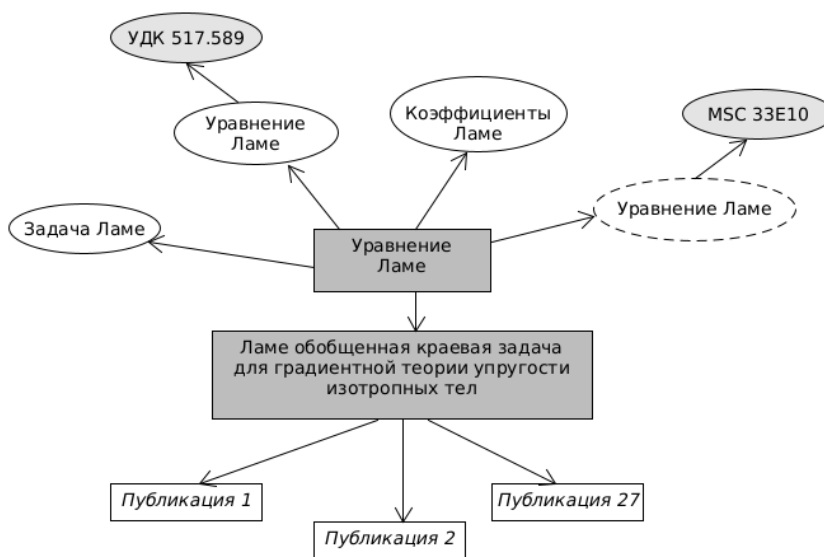 УДК 517.589
Уравнение
Ламе
Коэффициенты
Ламе
MSC 33E10
Уравнение Ламе
Задача Ламе
Уравнение
Ламе
Ламе обобщенная краевая задача
для градиентной теории упругости
изотропных тел
Публикация 1
Публикация 2
Публикация 27